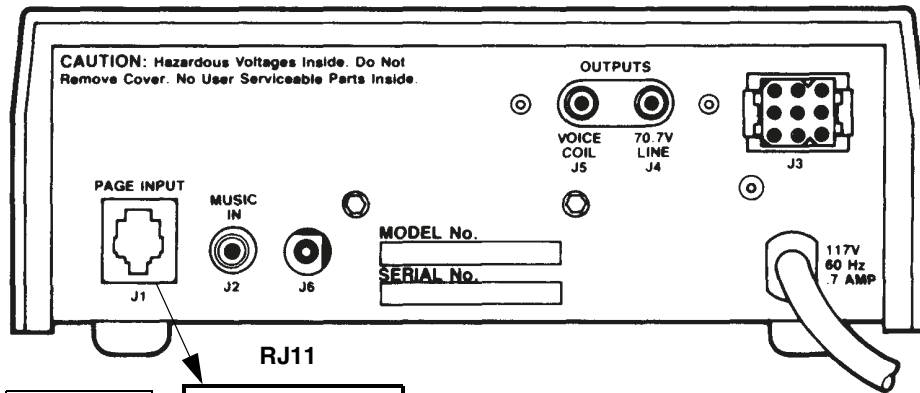 CAUTION: Hazardous Voltages Inside. Do Not
Remove Cover. No User Serviceable Parts Inside.
OUTPUTS
VOICE
COIL
J5
70.7V
LINE
J4
J3
PAGE INPUT
J1
MUSIC
IN
J2
J6
MODEL No.
SERIAL No.
117V
60 Hz
.7 AMP
RJ11